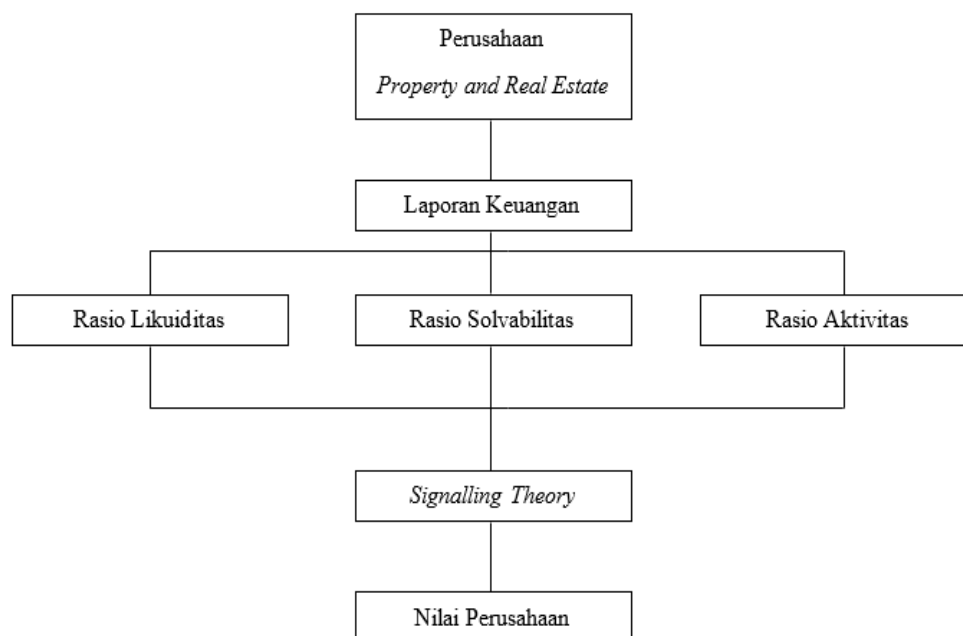 Perusahaan
Property and Real Estate
Laporan Keuangan
Rasio Likuiditas
Rasio Solvabilitas
Rasio Aktivitas
Signalling Theory
Nilai Perusahaan